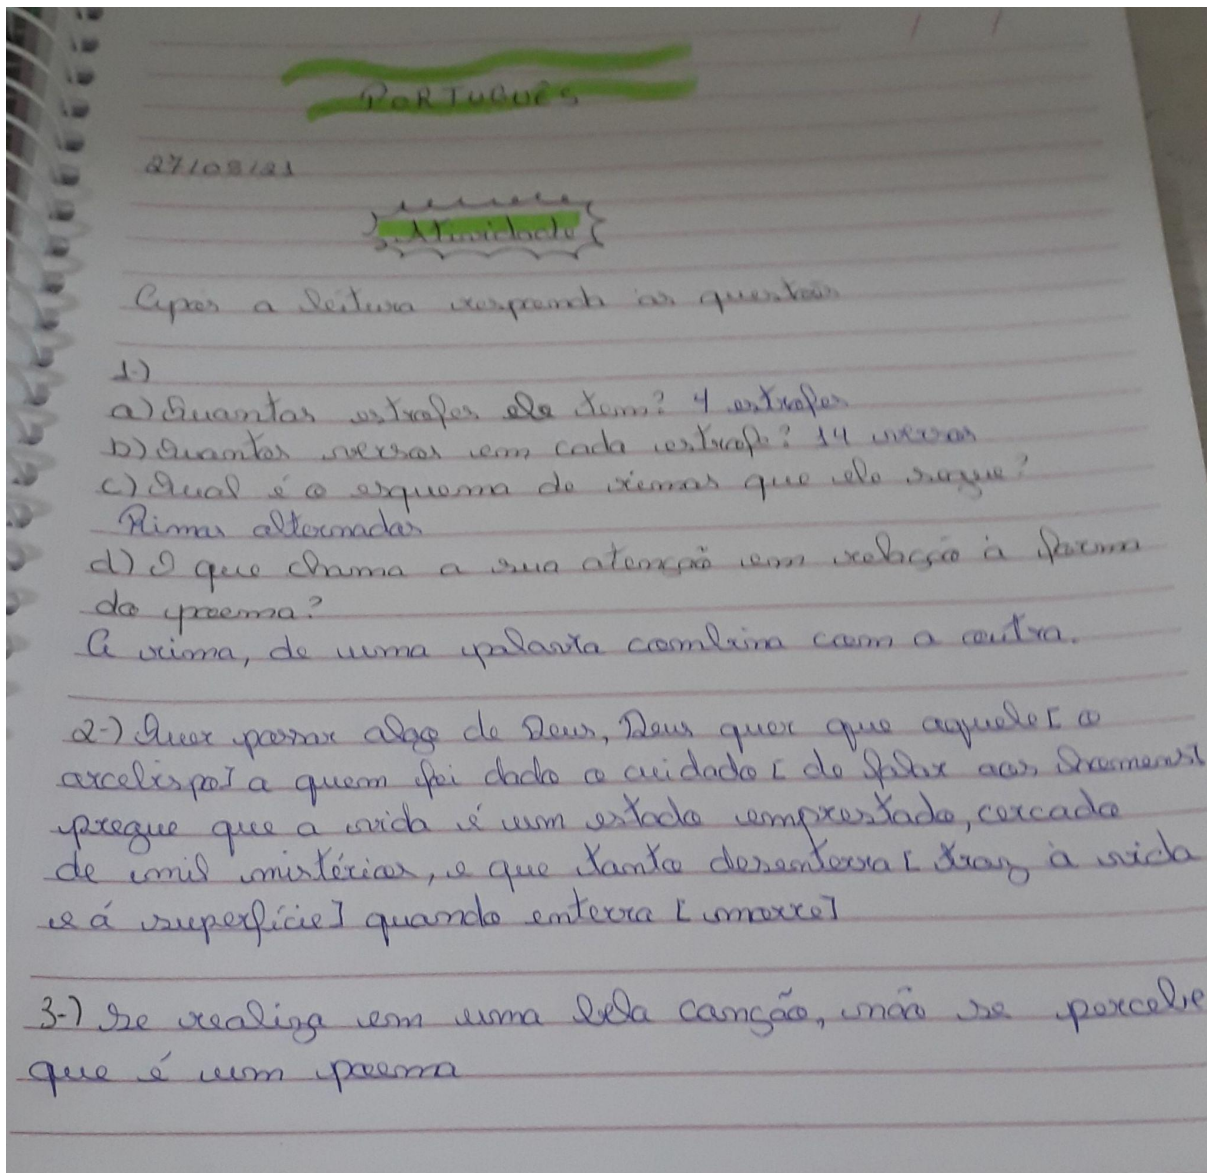 PORTUGUÊS
27/08/21
Atividade
Após a leitura responda as questões
1-)
a) Quantas estrofes ele tem? 4 estrofes
b) Quantos versos em cada estrofe? 14 versos
c) Qual é o esquema de rimas que ele segue?
Rimas alternadas
d) O que chama a sua atenção em relação à forma
do poema?
A rima, de uma palavra combina com a outra.
2-) Quer passar algo de Deus, Deus quer que aquele [o
arcebispo] a quem foi dado o cuidado [de falar aos homens]
pregue que a vida é um estado emprestado, cercado
de mil mistérios, e que tanto desenterra [traz à vida
e á superfície] quando enterra [morre]
3-) Se realiza em uma bela canção, não se percebe
que é um poema